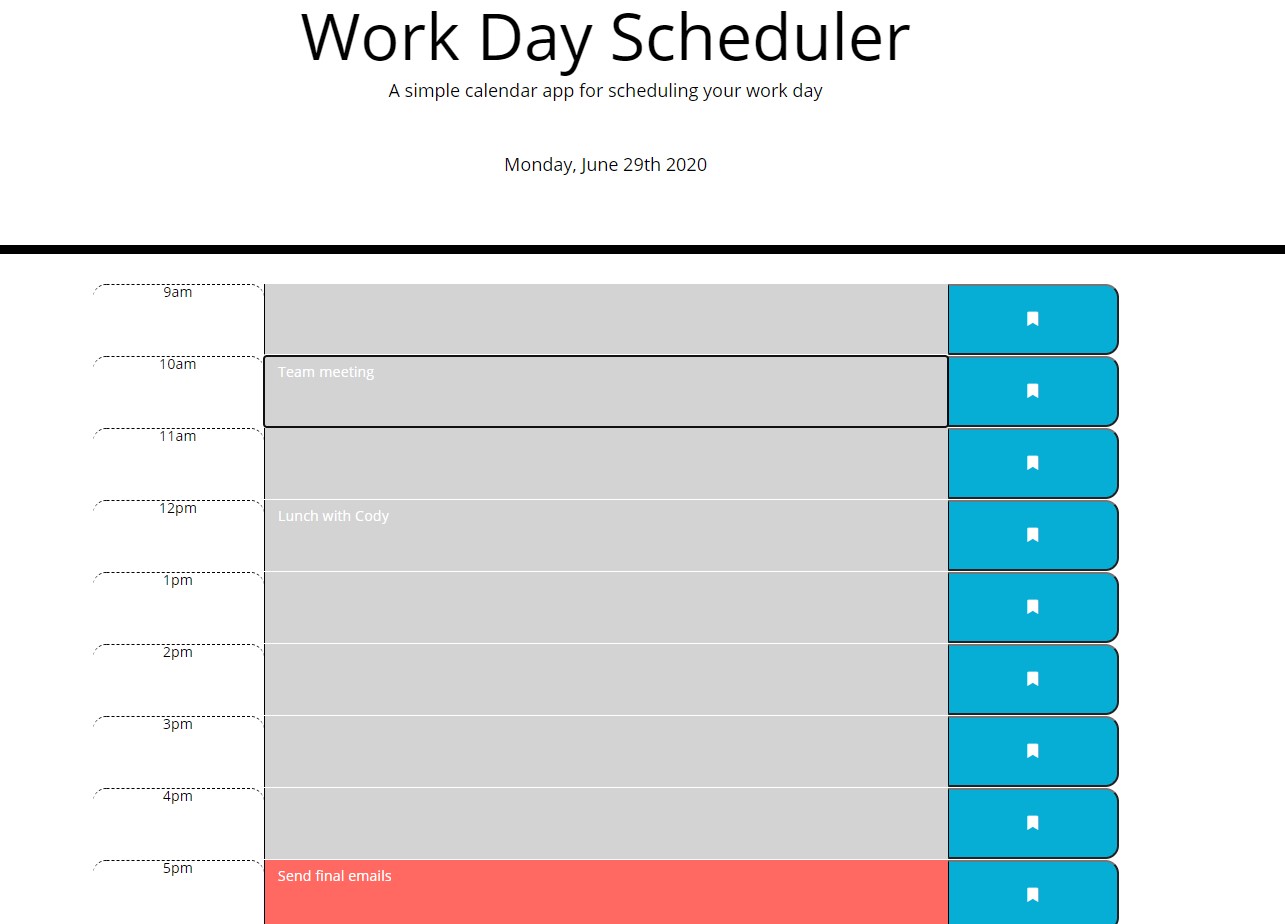 Work Day Scheduler
A simple calendar app for scheduling your work day
Monday, June 29th 2020
9am
10am
Team meeting
11am
12pm
Lunch with Cody
1pm
2pm
3pm
4pm
5pm
Send final emails